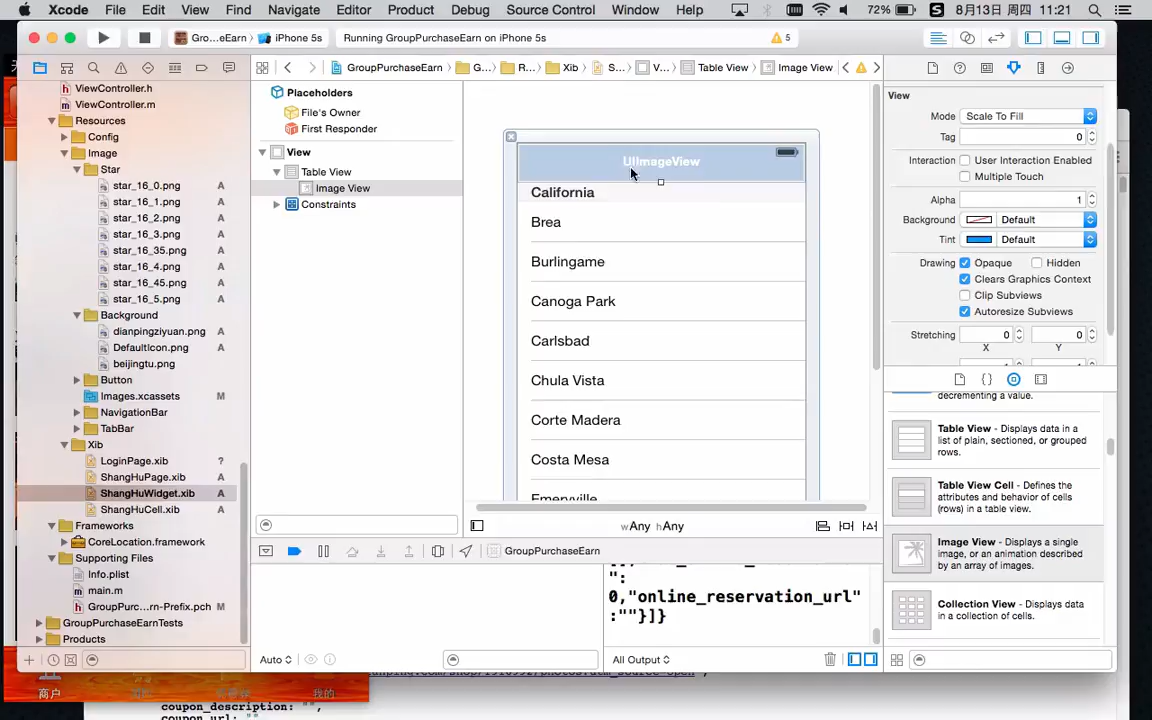 Xcode File Edit View Find Navigate Editor Product Debug Source Control Window Help 72% 8月13日 周四 11:21
Gro...eEarn iPhone 5s Running GroupPurchaseEarn on iPhone 5s 5
GroupPurchaseEarn G... R... Xib S... V... Table View Image View
ViewController.h
ViewController.m
Resources
Config
Image
Star
star_16_0.png A
star_16_1.png A
star_16_2.png A
star_16_3.png A
star_16_35.png A
star_16_4.png A
star_16_45.png A
star_16_5.png A
Background
dianpingziyuan.png A
DefaultIcon.png A
beijingtu.png
Button
Images.xcassets M
NavigationBar
TabBar
Xib
LoginPage.xib ?
ShangHuPage.xib A
ShangHuWidget.xib A
ShangHuCell.xib A
Frameworks
CoreLocation.framework
Supporting Files
Info.plist
main.m
GroupPurc...rn-Prefix.pch M
GroupPurchaseEarnTests
Products
Placeholders
File's Owner
First Responder
View
Table View
Image View
Constraints
UIImageView
California
Brea
Burlingame
Canoga Park
Carlsbad
Chula Vista
Corte Madera
Costa Mesa
Emeryville
wAny hAny
GroupPurchaseEarn
":
0,"online_reservation_url"
:""}]}
Auto
All Output
View
Mode Scale To Fill
Tag 0
Interaction User Interaction Enabled
Multiple Touch
Alpha 1
Background Default
Tint Default
Drawing Opaque Hidden
Clears Graphics Context
Clip Subviews
Autoresize Subviews
Stretching 0 0
X Y
decrementing a value.
Table View - Displays data in a list of plain, sectioned, or grouped rows.
Table View Cell - Defines the attributes and behavior of cells (rows) in a table view.
Image View - Displays a single image, or an animation described by an array of images.
Collection View - Displays data in a collection of cells.
商户 我的
coupon_description: "",
coupon_url: ""